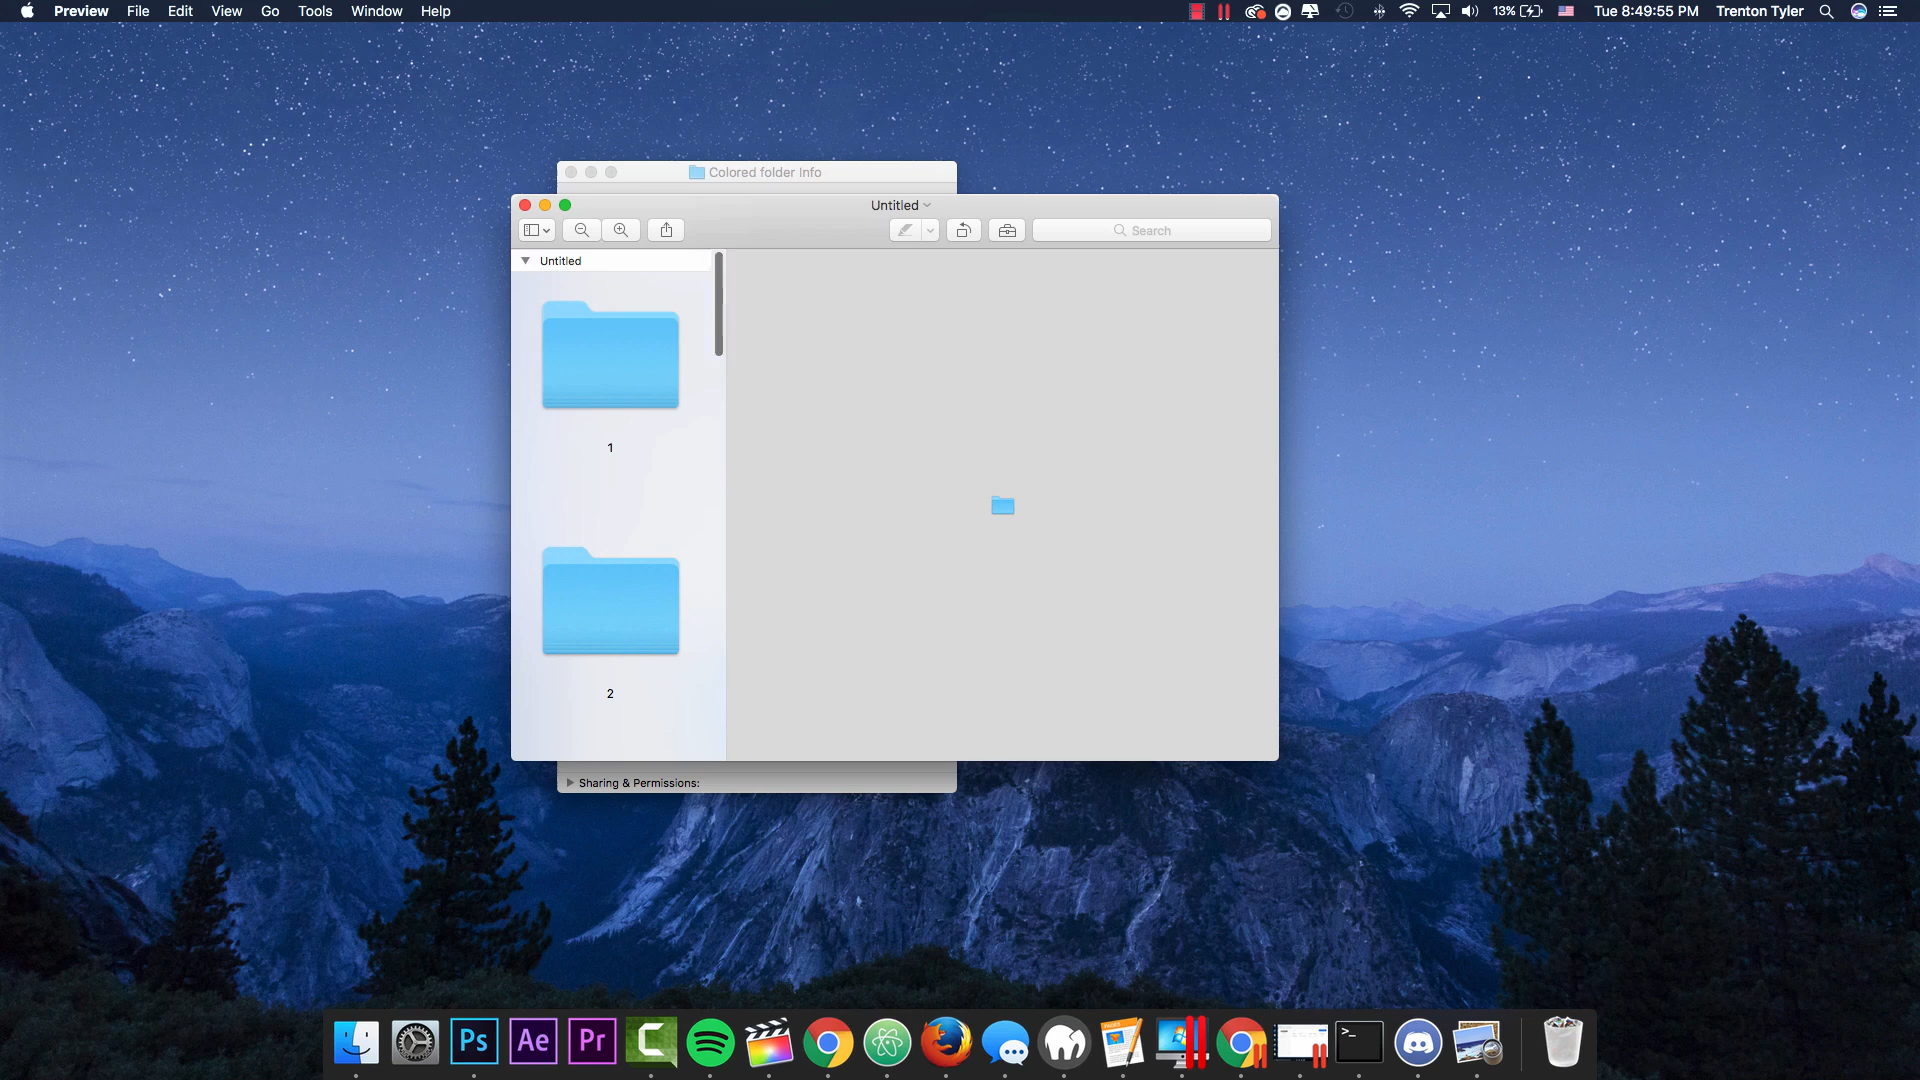 Preview File Edit View Go Tools Window Help 13% Tue 8:49:55 PM Trenton Tyler
Colored folder Info
Untitled
Search
Untitled
1
2
Sharing & Permissions:
Ps Ae Pr PAGES >_